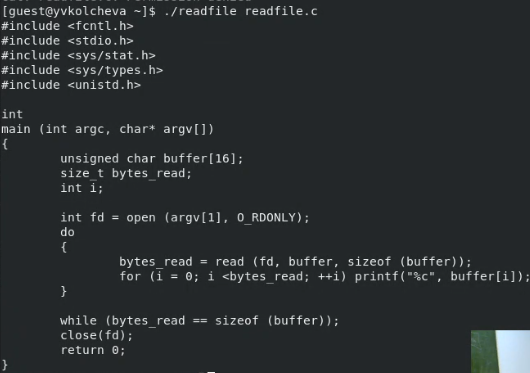 [guest@yvkolcheva ~]$ ./readfile readfile.c
#include <fcntl.h>
#include <stdio.h>
#include <sys/stat.h>
#include <sys/types.h>
#include <unistd.h>
int
main (int argc, char* argv[])
{
unsigned char buffer[16];
size_t bytes_read;
int i;
int fd = open (argv[1], O_RDONLY);
do
{
bytes_read = read (fd, buffer, sizeof (buffer));
for (i = 0; i <bytes_read; ++i) printf("%c", buffer[i]);
}
while (bytes_read == sizeof (buffer));
close(fd);
return 0;
}